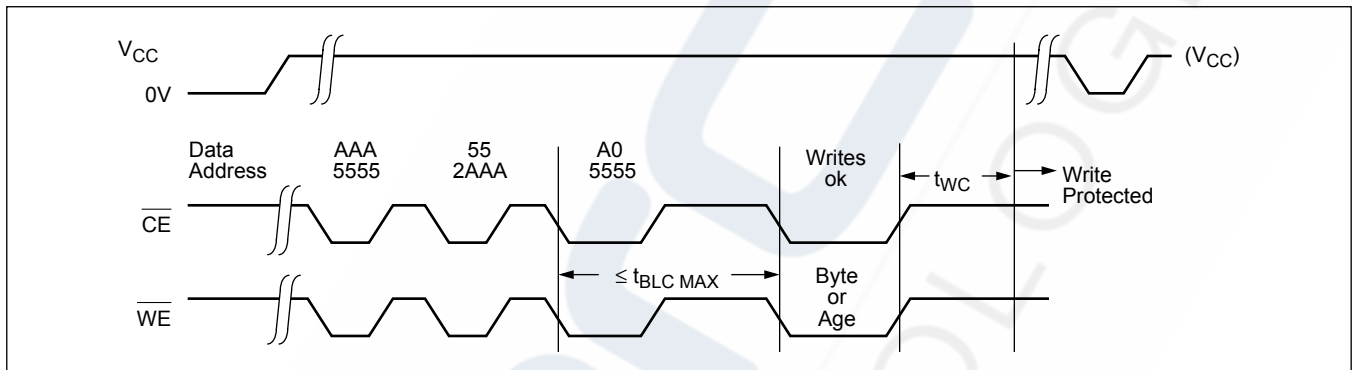 VCC
(VCC)
0V
Data AAA 55 A0 Writes
Address 5555 2AAA 5555 ok
tWC
Write
Protected
CE
≤ tBLC MAX
Byte
or
Age
WE